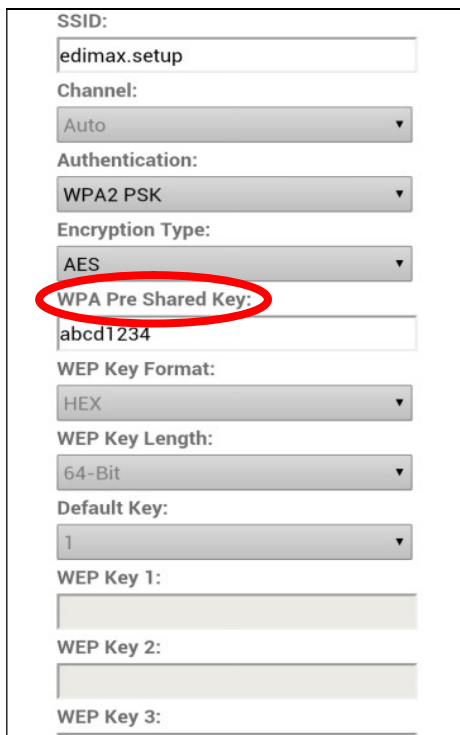 SSID:
edimax.setup
Channel:
Auto
Authentication:
WPA2 PSK
Encryption Type:
AES
WPA Pre Shared Key:
abcd1234
WEP Key Format:
HEX
WEP Key Length:
64-Bit
Default Key:
1
WEP Key 1:
WEP Key 2:
WEP Key 3: